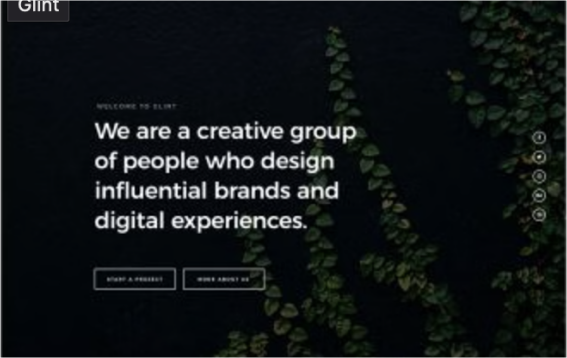 Glint
WELCOME TO GLINT
We are a creative group
of people who design
influential brands and
digital experiences.
START A PROJECT
MORE ABOUT US